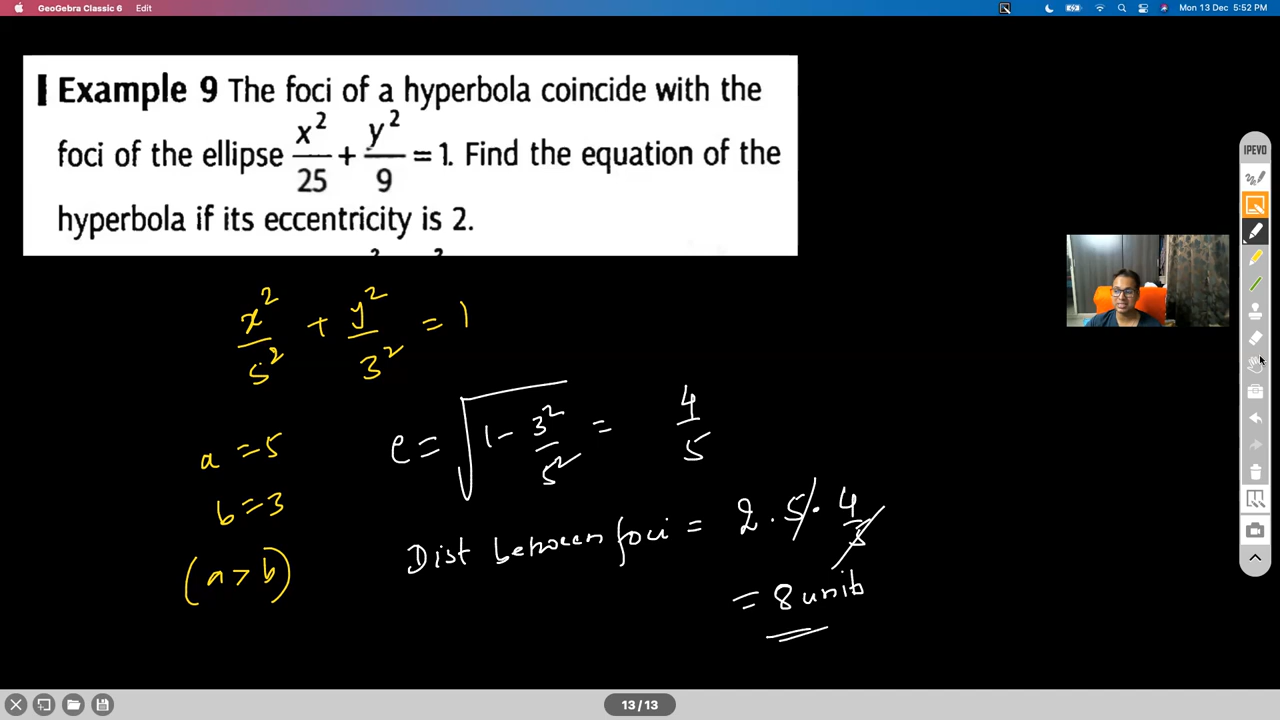 GeoGebra Classic 6 Edit Mon 13 Dec 5:52 PM
Example 9 The foci of a hyperbola coincide with the
foci of the ellipse x²/25 + y²/9 = 1. Find the equation of the
hyperbola if its eccentricity is 2.
IPEVO
x²/5² + y²/3² = 1
a = 5
b = 3
(a > b)
e = √(1 - 3²/5²) = 4/5
Dist between foci = 2 . 5 . 4/5
= 8 units
13/13